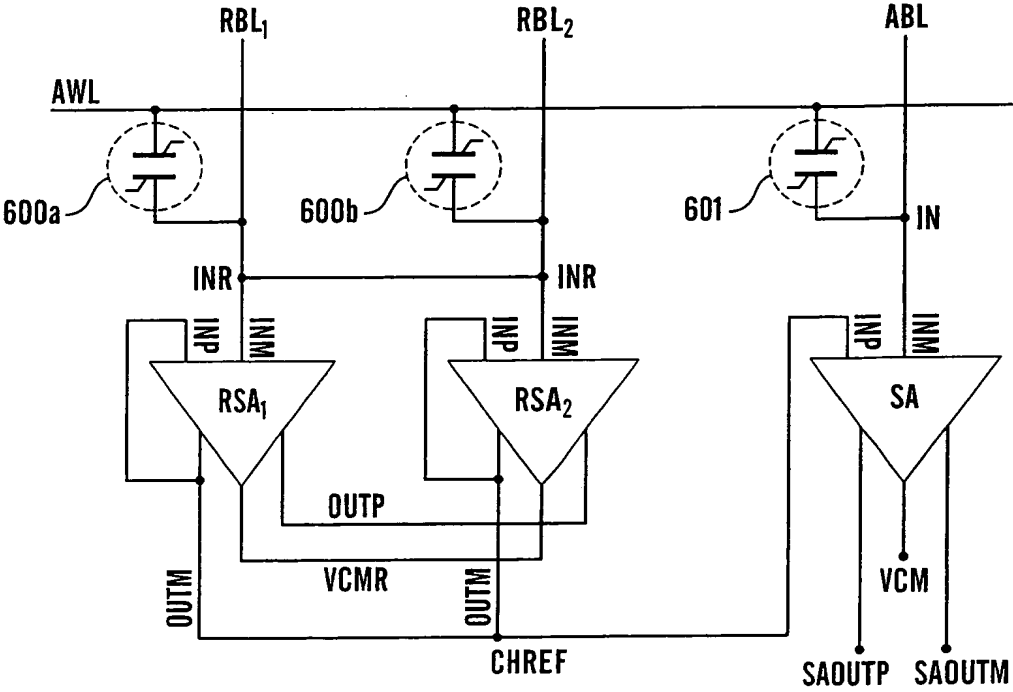 RBL₁
RBL₂
ABL
AWL
600a
600b
601
IN
INR
INR
INP
INM
INP
INM
INP
INM
RSA₁
RSA₂
SA
OUTP
VCMR
OUTM
OUTM
VCM
CHREF
SAOUTP
SAOUTM